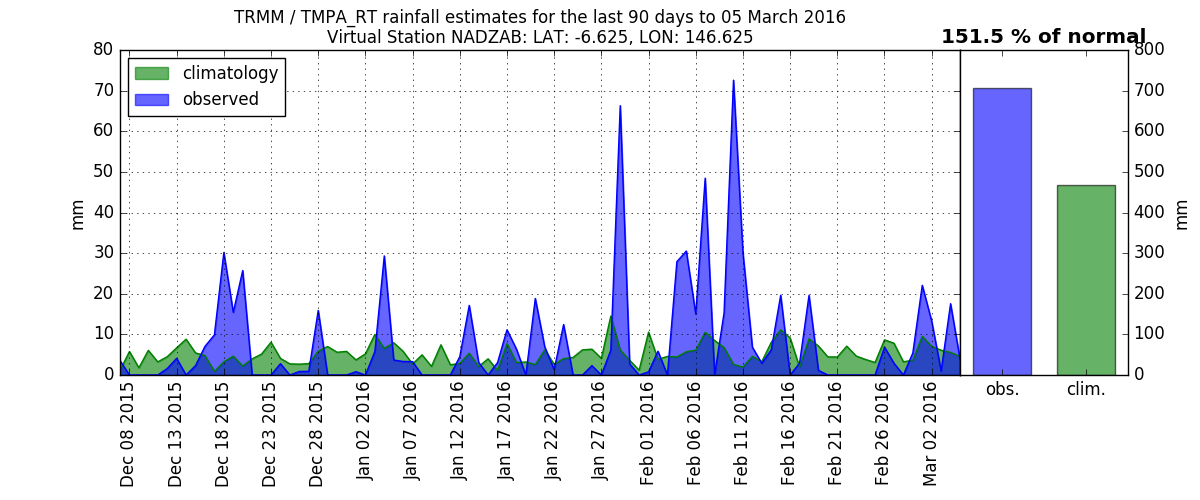 TRMM / TMPA_RT rainfall estimates for the last 90 days to 05 March 2016
Virtual Station NADZAB: LAT: -6.625, LON: 146.625
151.5 % of normal
climatology
observed
80
70
60
50
40
30
20
10
0
mm
800
700
600
500
400
300
200
100
0
mm
Dec 08 2015
Dec 13 2015
Dec 18 2015
Dec 23 2015
Dec 28 2015
Jan 02 2016
Jan 07 2016
Jan 12 2016
Jan 17 2016
Jan 22 2016
Jan 27 2016
Feb 01 2016
Feb 06 2016
Feb 11 2016
Feb 16 2016
Feb 21 2016
Feb 26 2016
Mar 02 2016
obs.
clim.